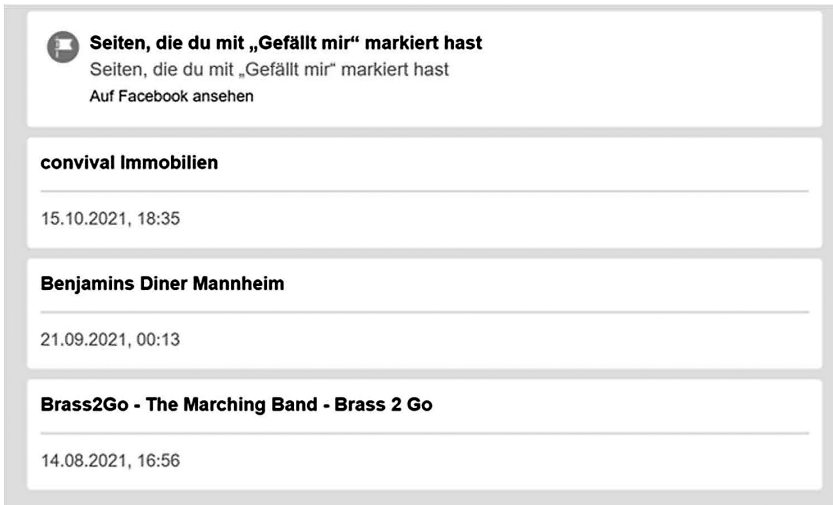 Seiten, die du mit „Gefällt mir“ markiert hast
Seiten, die du mit „Gefällt mir“ markiert hast
Auf Facebook ansehen
convival Immobilien
15.10.2021, 18:35
Benjamins Diner Mannheim
21.09.2021, 00:13
Brass2Go - The Marching Band - Brass 2 Go
14.08.2021, 16:56